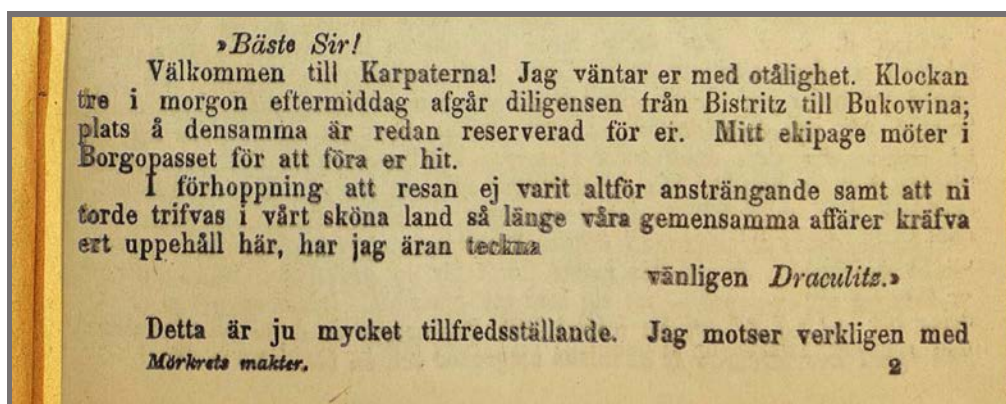 »Bäste Sir!
Välkommen till Karpaterna! Jag väntar er med otålighet. Klockan
tre i morgon eftermiddag afgår diligensen från Bistritz till Bukowina;
plats å densamma är redan reserverad för er. Mitt ekipage möter i
Borgopasset för att föra er hit.
I förhoppning att resan ej varit altför ansträngande samt att ni
torde trifvas i vårt sköna land så länge våra gemensamma affärer kräfva
ert uppehåll här, har jag äran teckna
vänligen Draculitz.»
Detta är ju mycket tillfredsställande. Jag motser verkligen med
Mörkrets makter. 2